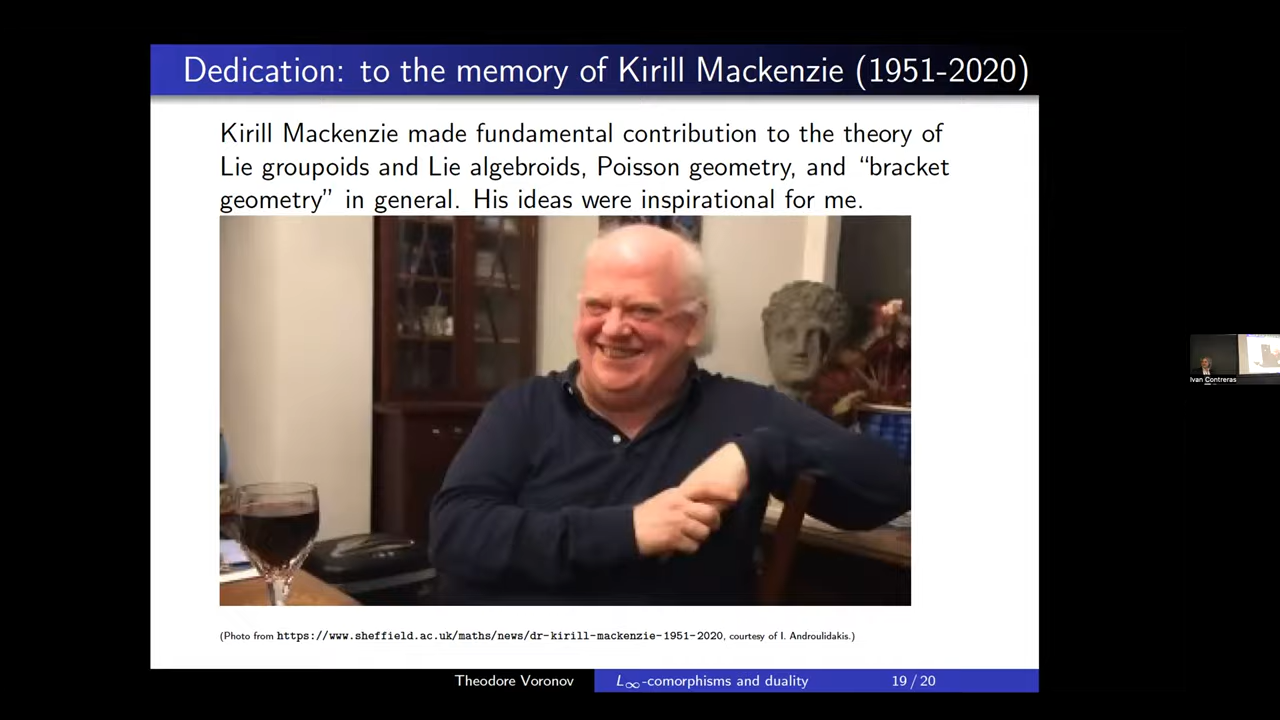 Dedication: to the memory of Kirill Mackenzie (1951-2020)
Kirill Mackenzie made fundamental contribution to the theory of
Lie groupoids and Lie algebroids, Poisson geometry, and “bracket
geometry” in general. His ideas were inspirational for me.
(Photo from https://www.sheffield.ac.uk/maths/news/dr-kirill-mackenzie-1951-2020, courtesy of I. Androulidakis.)
Theodore Voronov
L∞-comorphisms and duality
19 / 20
Ivan Contreras